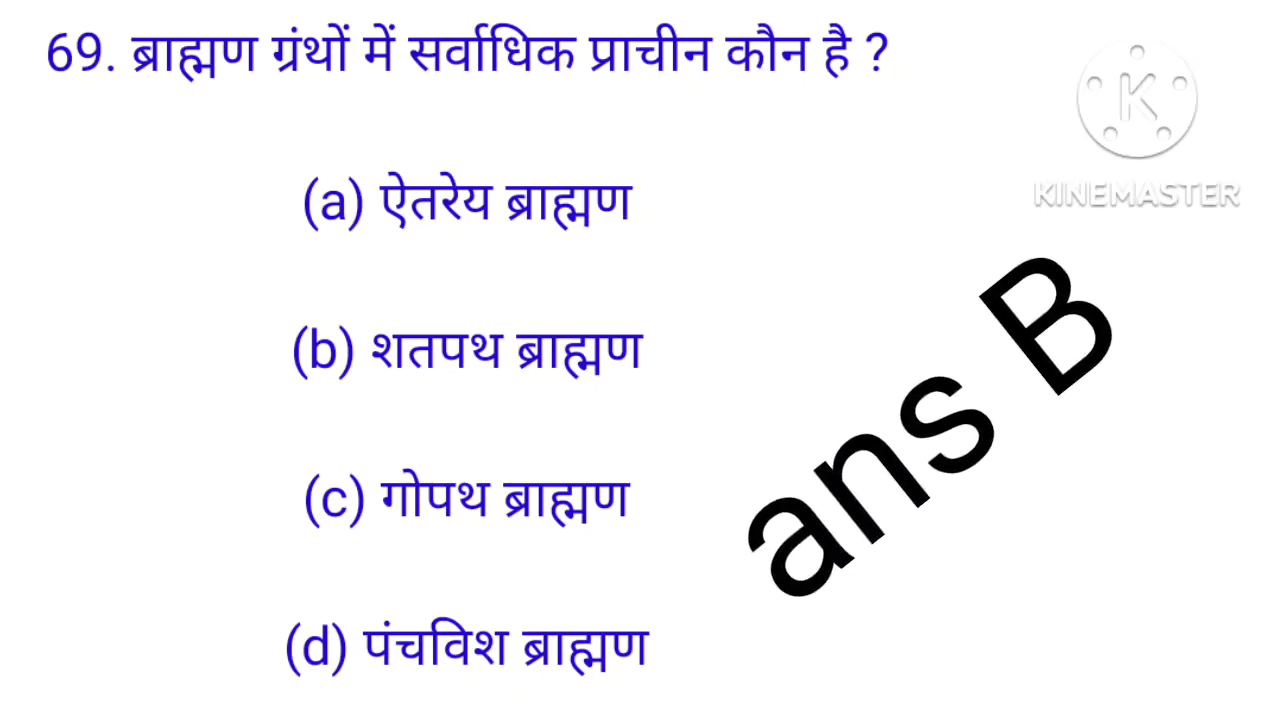 69. ब्राह्मण ग्रंथों में सर्वाधिक प्राचीन कौन है ?
KINEMASTER
(a) ऐतरेय ब्राह्मण
(b) शतपथ ब्राह्मण
(c) गोपथ ब्राह्मण
(d) पंचविश ब्राह्मण
ans B